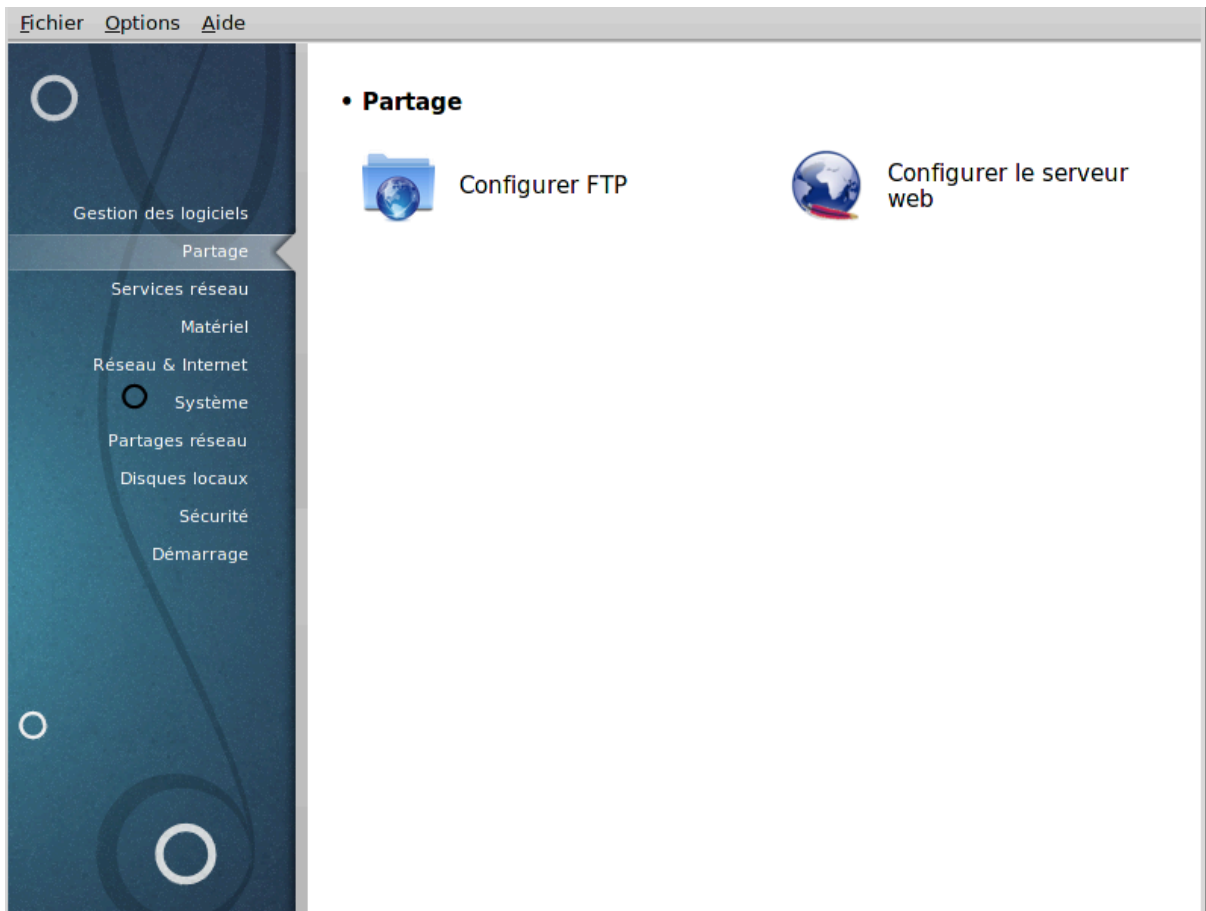 Fichier Options Aide
• Partage
Configurer FTP
Configurer le serveur
web
Gestion des logiciels
Partage
Services réseau
Matériel
Réseau & Internet
Système
Partages réseau
Disques locaux
Sécurité
Démarrage